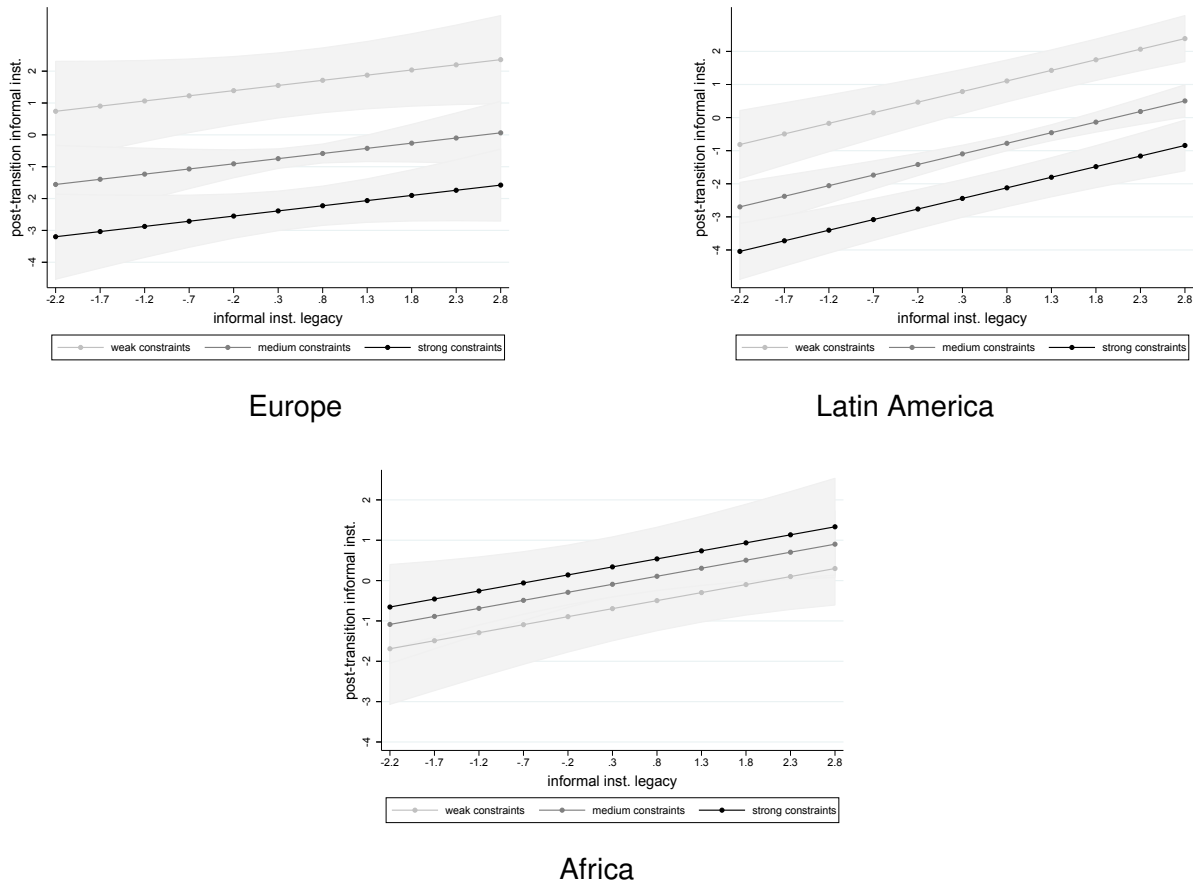 post-transition informal inst.
2
1
0
-1
-2
-3
-4
-2.2 -1.7 -1.2 -.7 -.2 .3 .8 1.3 1.8 2.3 2.8
informal inst. legacy
weak constraints medium constraints strong constraints
Europe
post-transition informal inst.
2
1
0
-1
-2
-3
-4
-2.2 -1.7 -1.2 -.7 -.2 .3 .8 1.3 1.8 2.3 2.8
informal inst. legacy
weak constraints medium constraints strong constraints
Latin America
post-transition informal inst.
2
1
0
-1
-2
-3
-4
-2.2 -1.7 -1.2 -.7 -.2 .3 .8 1.3 1.8 2.3 2.8
informal inst. legacy
weak constraints medium constraints strong constraints
Africa